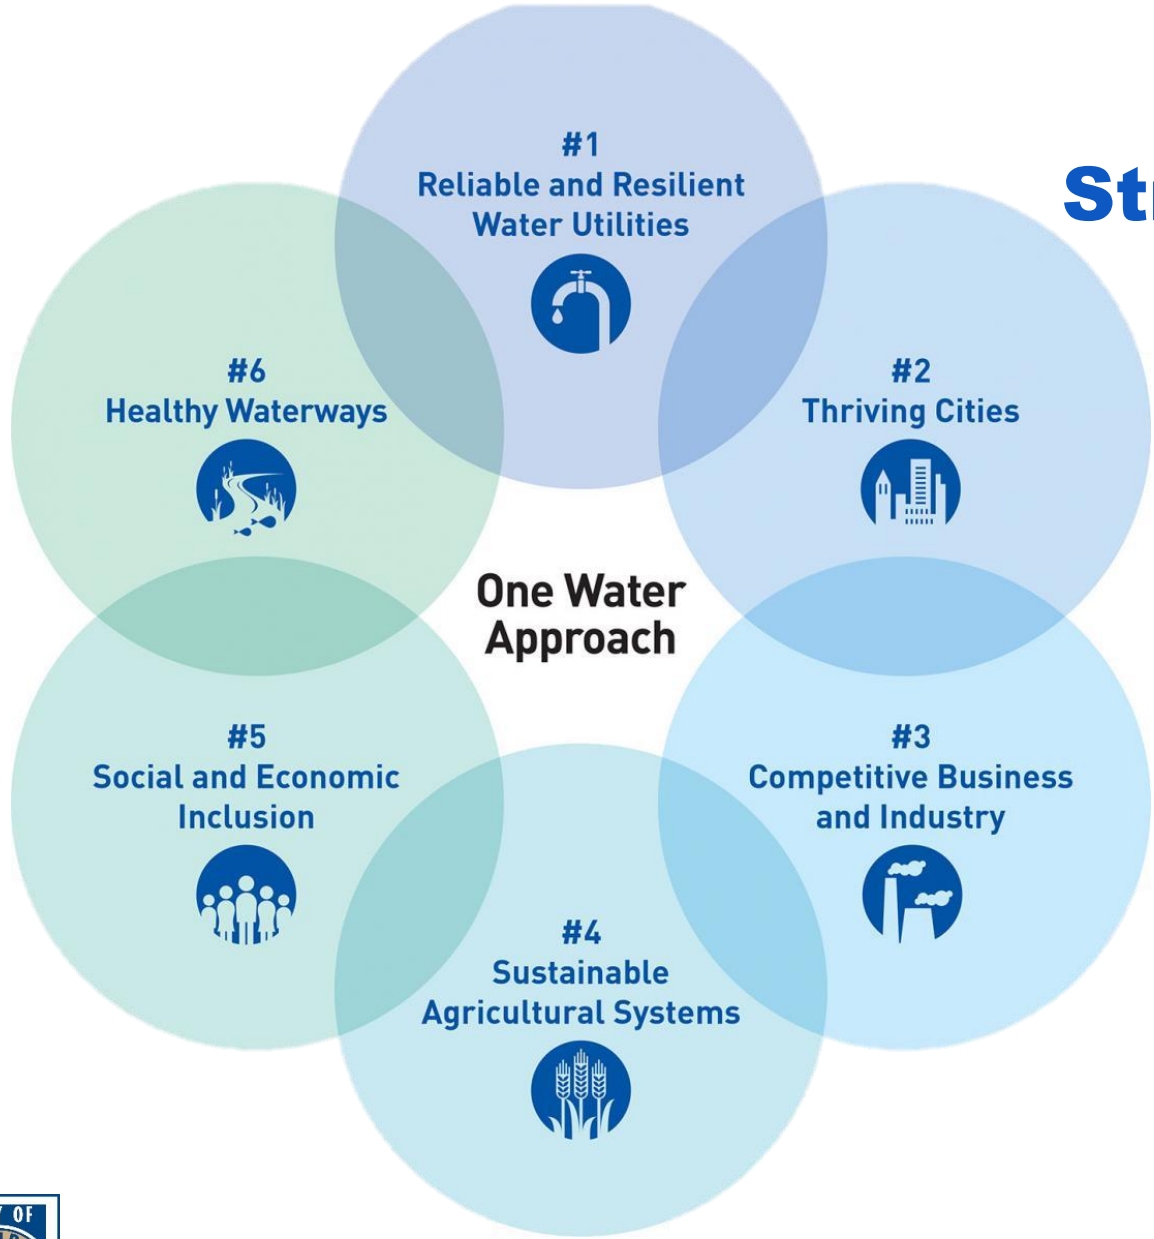 #1
Reliable and Resilient
Water Utilities
#2
Thriving Cities
#6
Healthy Waterways
One Water
Approach
#3
Competitive Business
and Industry
#5
Social and Economic
Inclusion
#4
Sustainable
Agricultural Systems
OF